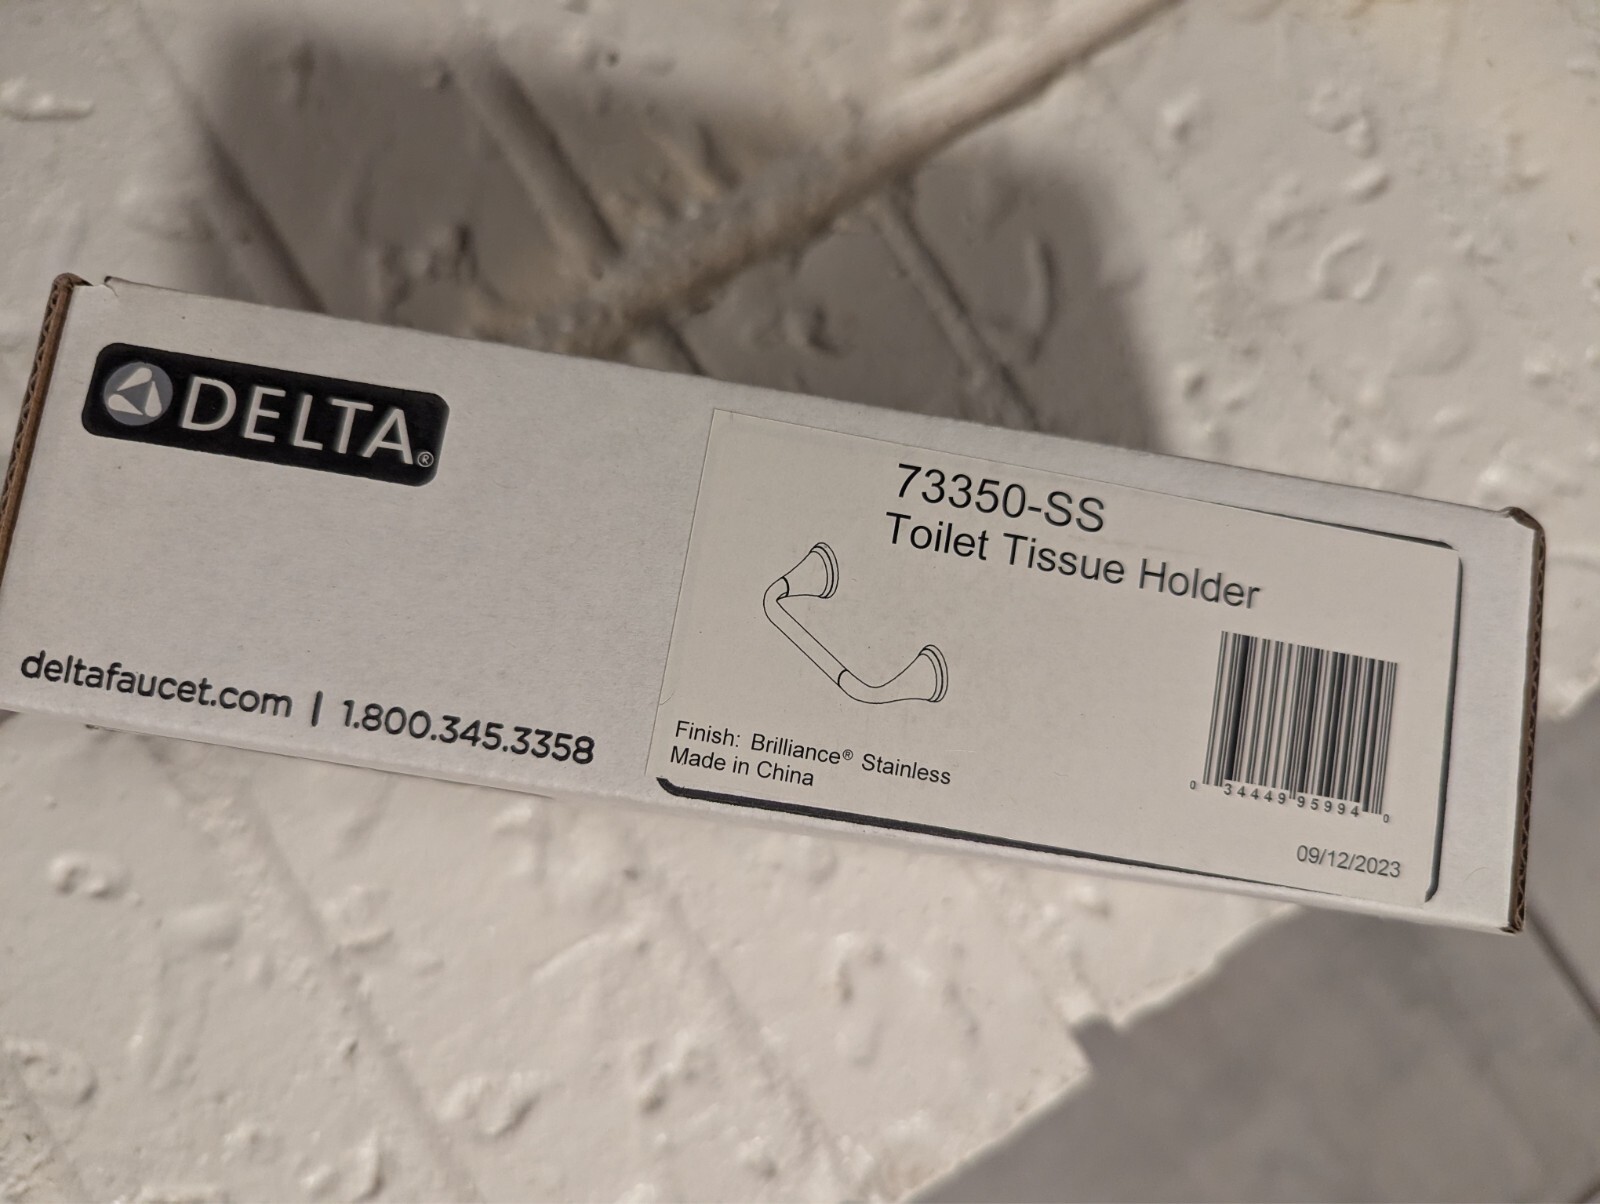 DELTA®
deltafaucet.com | 1.800.345.3358
73350-SS
Toilet Tissue Holder
Finish: Brilliance® Stainless
Made in China
0 34449 95994 0
09/12/2023